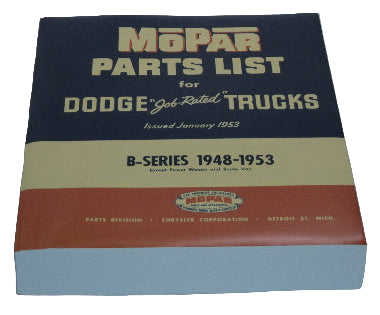 MOPAR
PARTS LIST
for
DODGE "Job-Rated" TRUCKS
Issued January 1953
B-SERIES 1948-1953
Except Power Wagon and Route Van
MOPAR
PARTS DIVISION • CHRYSLER CORPORATION • DETROIT 31, MICH.